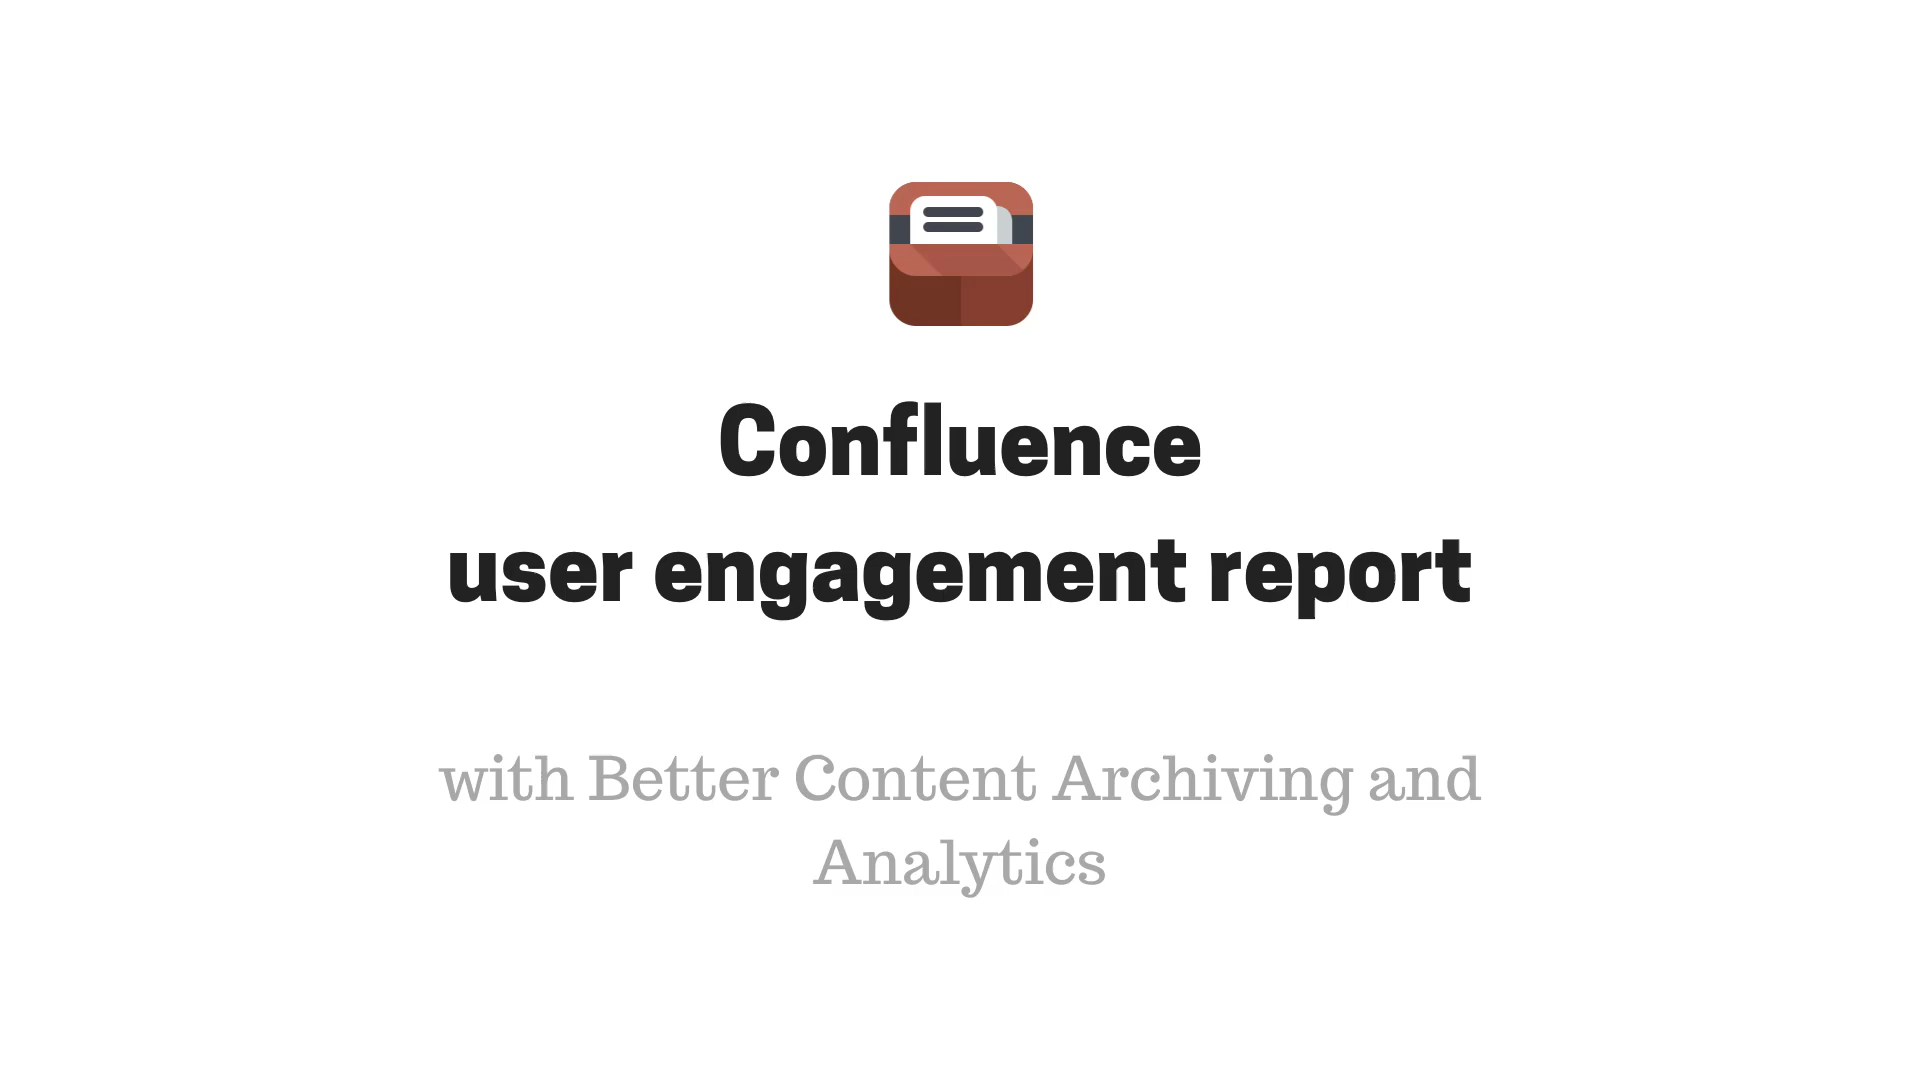 Confluence
user engagement report
with Better Content Archiving and
Analytics